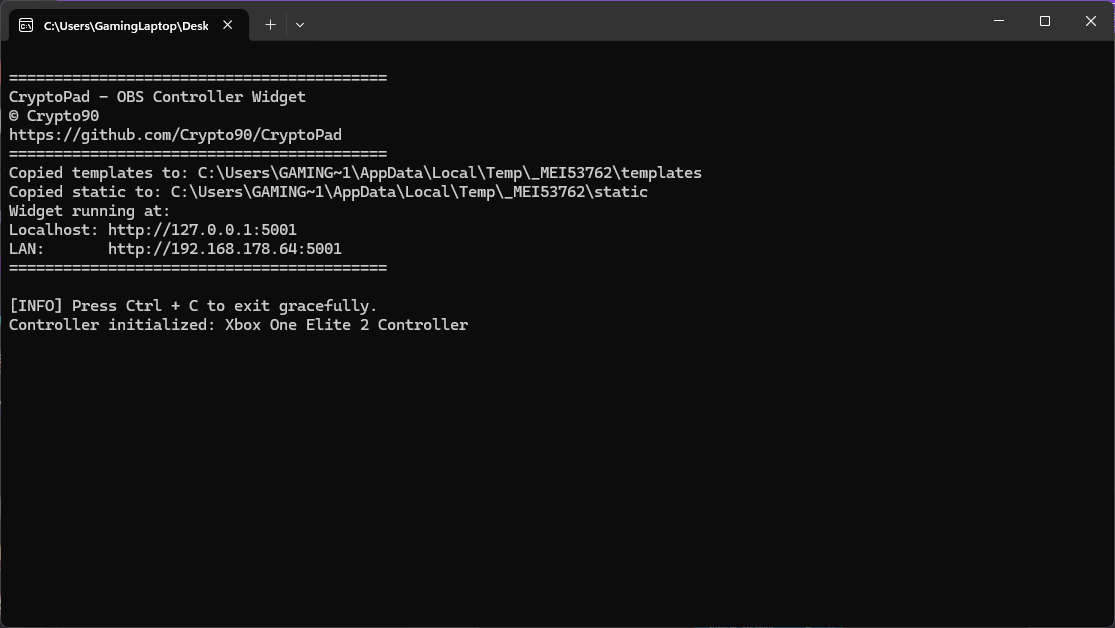 C:\Users\GamingLaptop\Desk
==========================================
CryptoPad - OBS Controller Widget
© Crypto90
https://github.com/Crypto90/CryptoPad
==========================================
Copied templates to: C:\Users\GAMING~1\AppData\Local\Temp\_MEI53762\templates
Copied static to: C:\Users\GAMING~1\AppData\Local\Temp\_MEI53762\static
Widget running at:
Localhost: http://127.0.0.1:5001
LAN:       http://192.168.178.64:5001
==========================================
[INFO] Press Ctrl + C to exit gracefully.
Controller initialized: Xbox One Elite 2 Controller